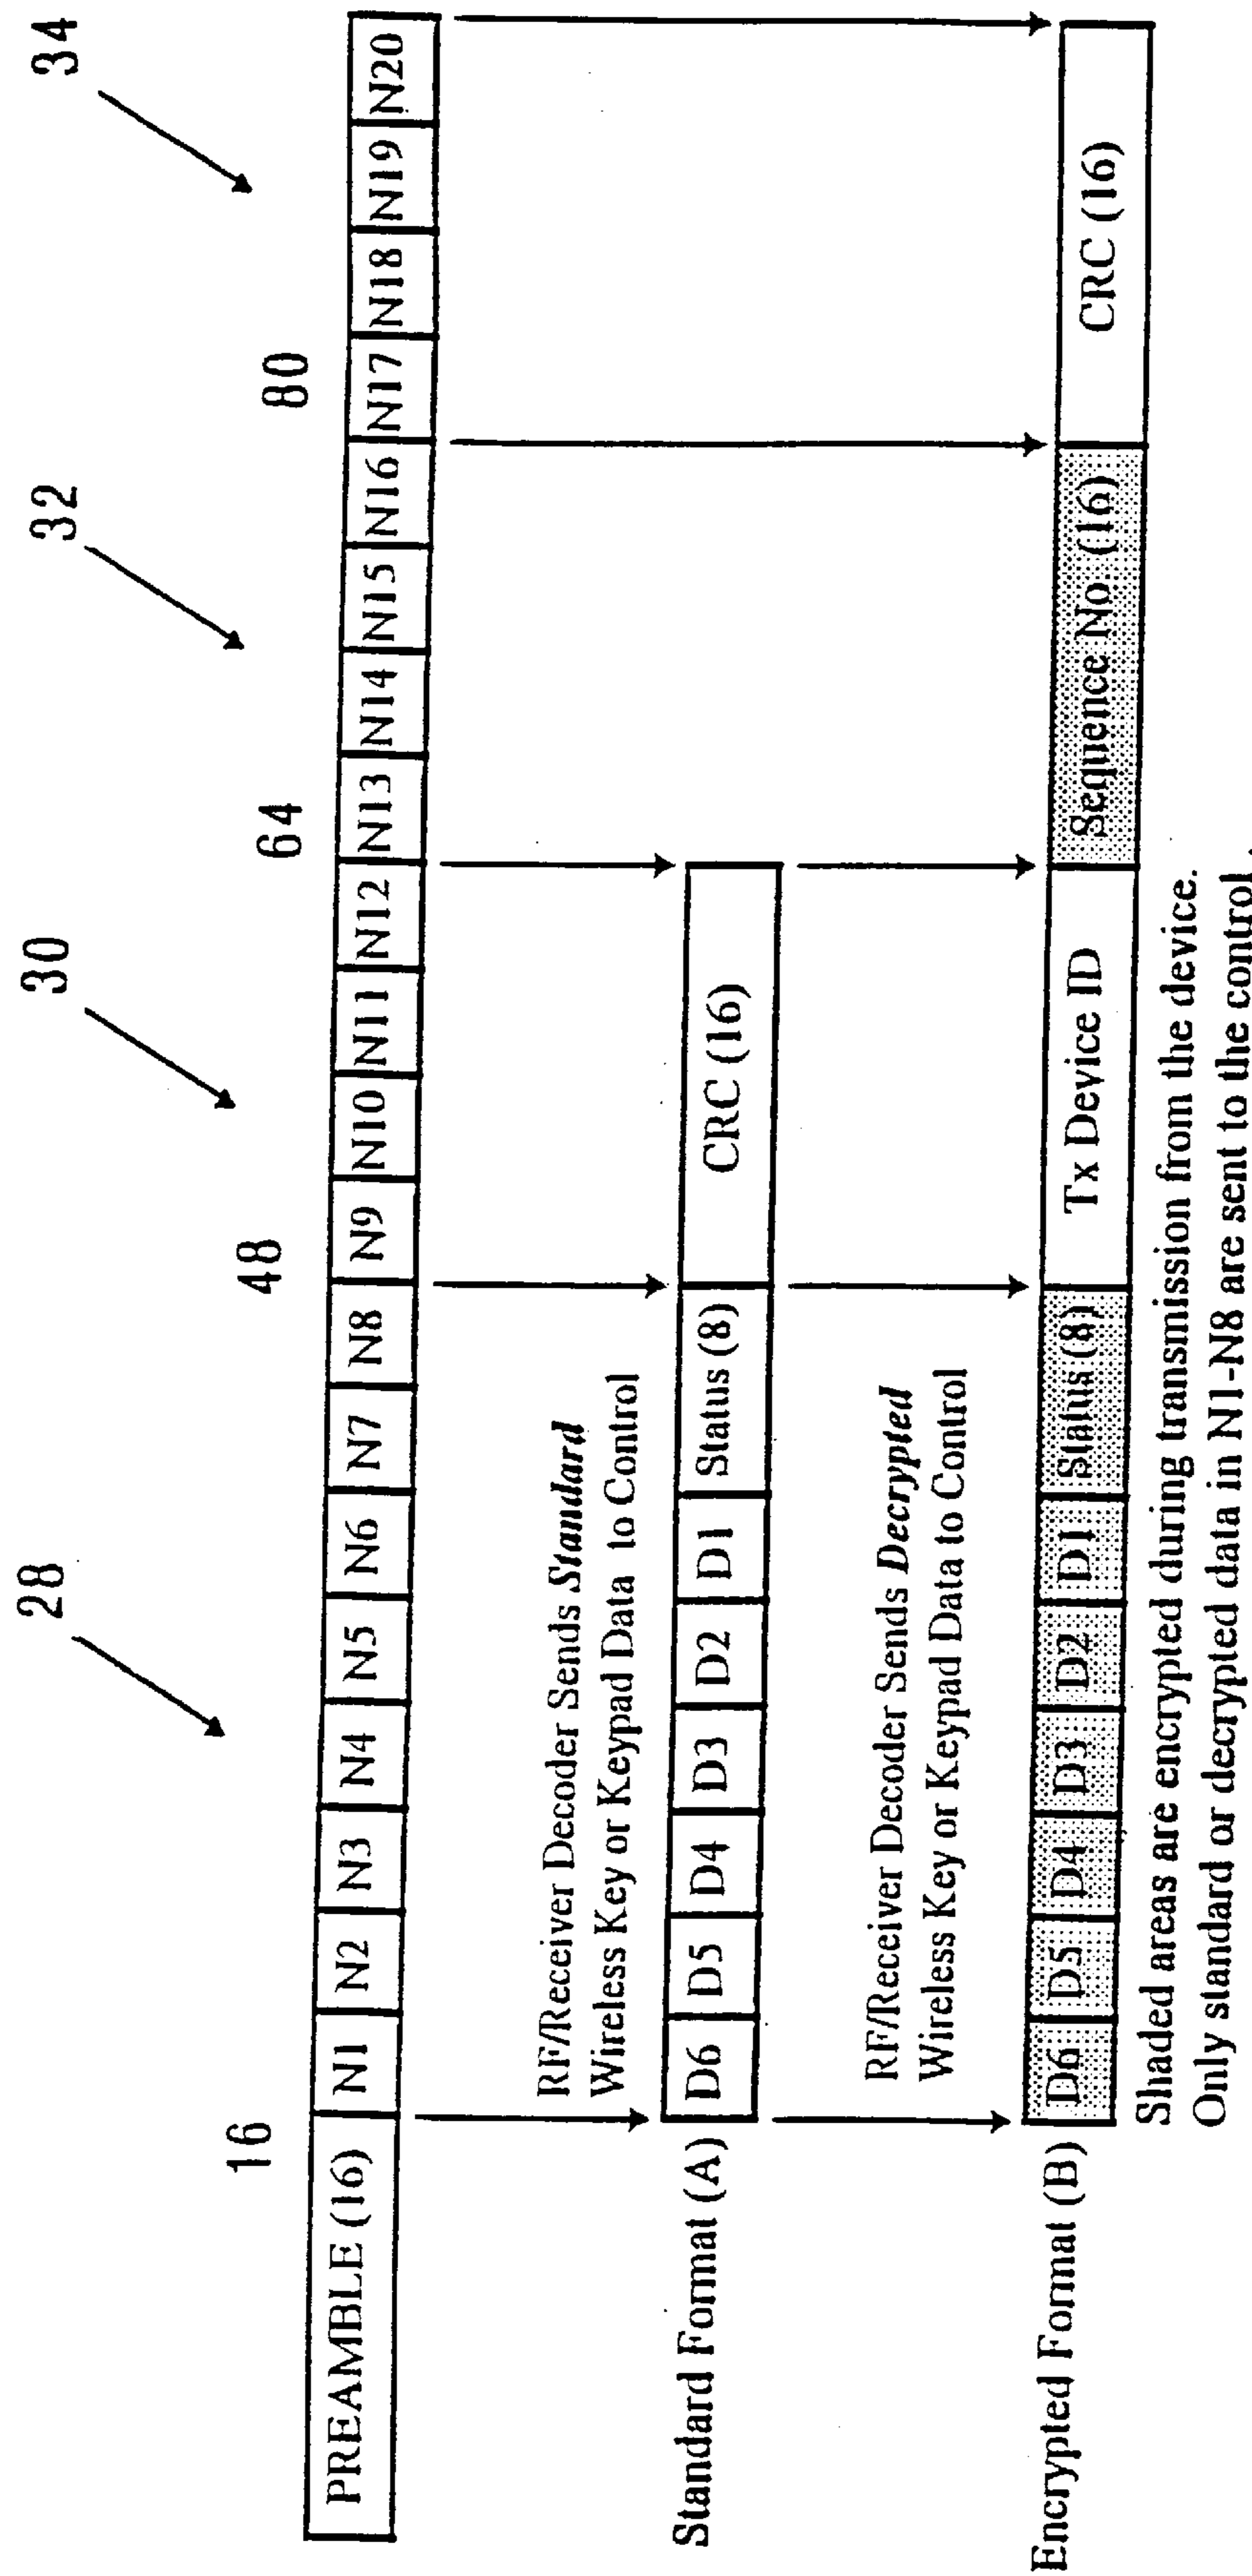 28 30 32 34
16 48 64 80
PREAMBLE (16) N1 N2 N3 N4 N5 N6 N7 N8 N9 N10 N11 N12 N13 N14 N15 N16 N17 N18 N19 N20
RF/Receiver Decoder Sends Standard
Wireless Key or Keypad Data to Control
Standard Format (A) D6 D5 D4 D3 D2 D1 Status (8) CRC (16)
RF/Receiver Decoder Sends Decrypted
Wireless Key or Keypad Data to Control
Encrypted Format (B) D6 D5 D4 D3 D2 D1 Status (8) Tx Device ID Sequence No. (16) CRC (16)
Shaded areas are encrypted during transmission from the device.
Only standard or decrypted data in N1-N8 are sent to the control.